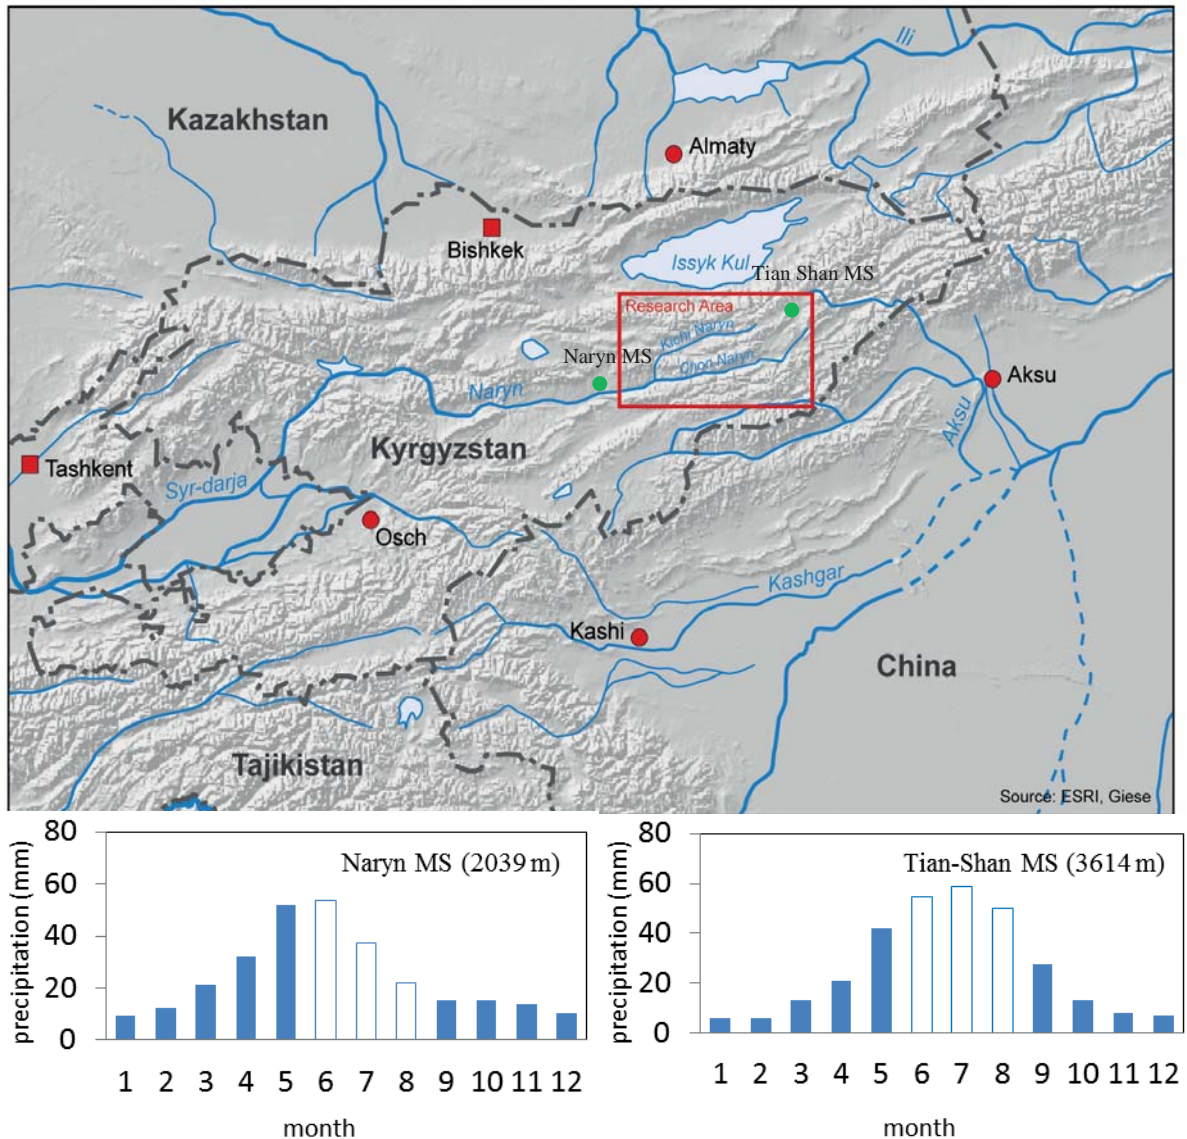 Ili
Kazakhstan
Almaty
Bishkek
Issyk Kul
Tian Shan MS
Research Area
Kichi Naryn
Naryn MS
Chon Naryn
Naryn
Aksu
Aksu
Kyrgyzstan
Tashkent
Syr-darja
Osch
Kashgar
Kashi
China
Tajikistan
Source: ESRI, Giese
Naryn MS (2039 m)
precipitation (mm)
80
60
40
20
0
1 2 3 4 5 6 7 8 9 10 11 12
month
Tian-Shan MS (3614 m)
precipitation (mm)
80
60
40
20
0
1 2 3 4 5 6 7 8 9 10 11 12
month